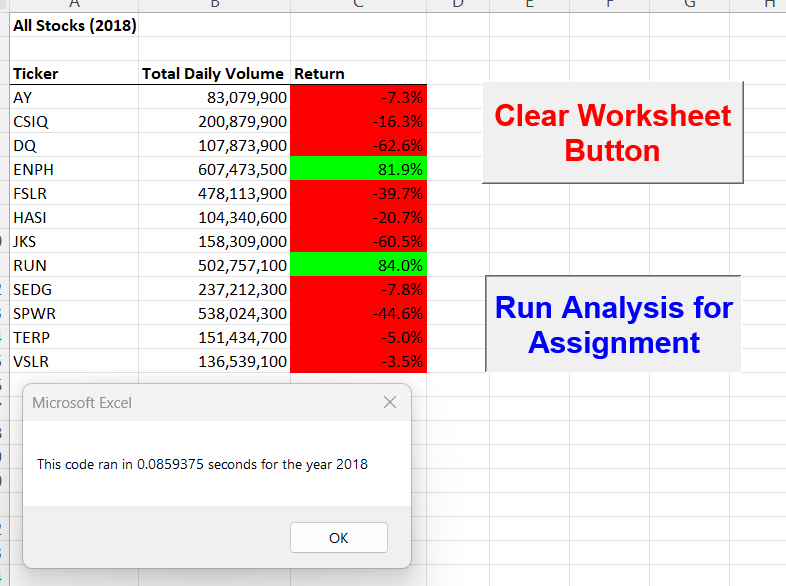 A B C D E F G H
All Stocks (2018)
Ticker Total Daily Volume Return
AY 83,079,900 -7.3%
CSIQ 200,879,900 -16.3%
DQ 107,873,900 -62.6%
ENPH 607,473,500 81.9%
FSLR 478,113,900 -39.7%
HASI 104,340,600 -20.7%
JKS 158,309,000 -60.5%
RUN 502,757,100 84.0%
SEDG 237,212,300 -7.8%
SPWR 538,024,300 -44.6%
TERP 151,434,700 -5.0%
VSLR 136,539,100 -3.5%
Clear Worksheet
Button
Run Analysis for
Assignment
Microsoft Excel
This code ran in 0.0859375 seconds for the year 2018
OK